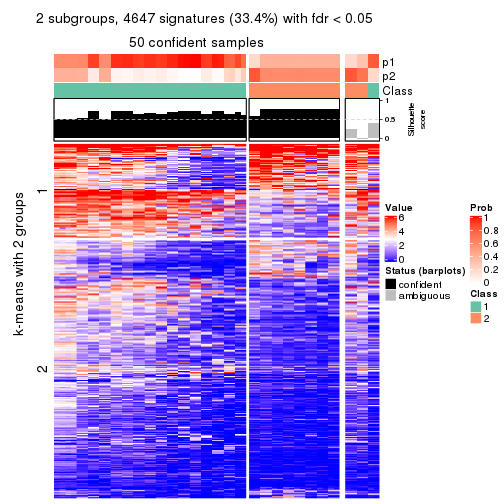 2 subgroups, 4647 signatures (33.4%) with fdr < 0.05
50 confident samples
p1
p2
Class
1
0.5
0
Silhouette
score
k-means with 2 groups
1
2
Value
6
4
2
0
Status (barplots)
confident
ambiguous
Prob
1
0.8
0.6
0.4
0.2
0
Class
1
2